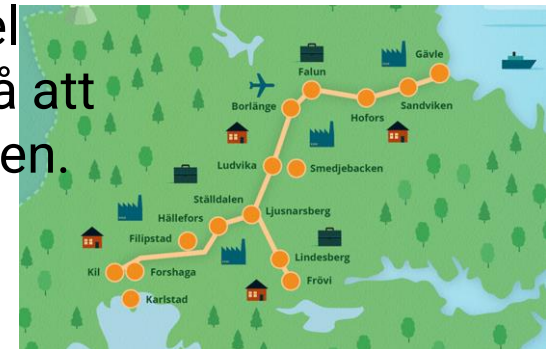 el
å att
en.
Gävle
Falun
Borlänge
Sandviken
Hofors
Ludvika
Smedjebacken
Ställdalen
Ljusnarsberg
Hällefors
Filipstad
Lindesberg
Kil
Forshaga
Frövi
Karlstad